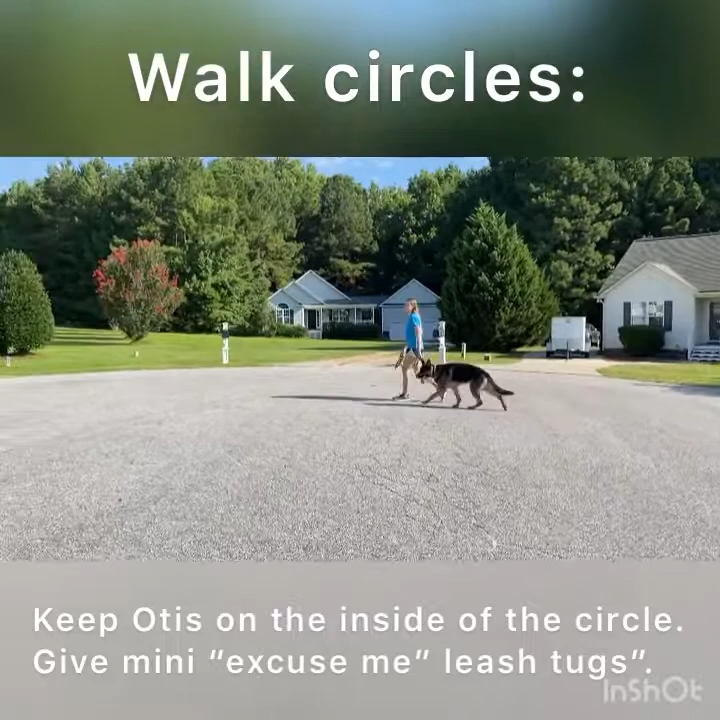 Walk circles:
Keep Otis on the inside of the circle.
Give mini “excuse me” leash tugs”.
InShOt